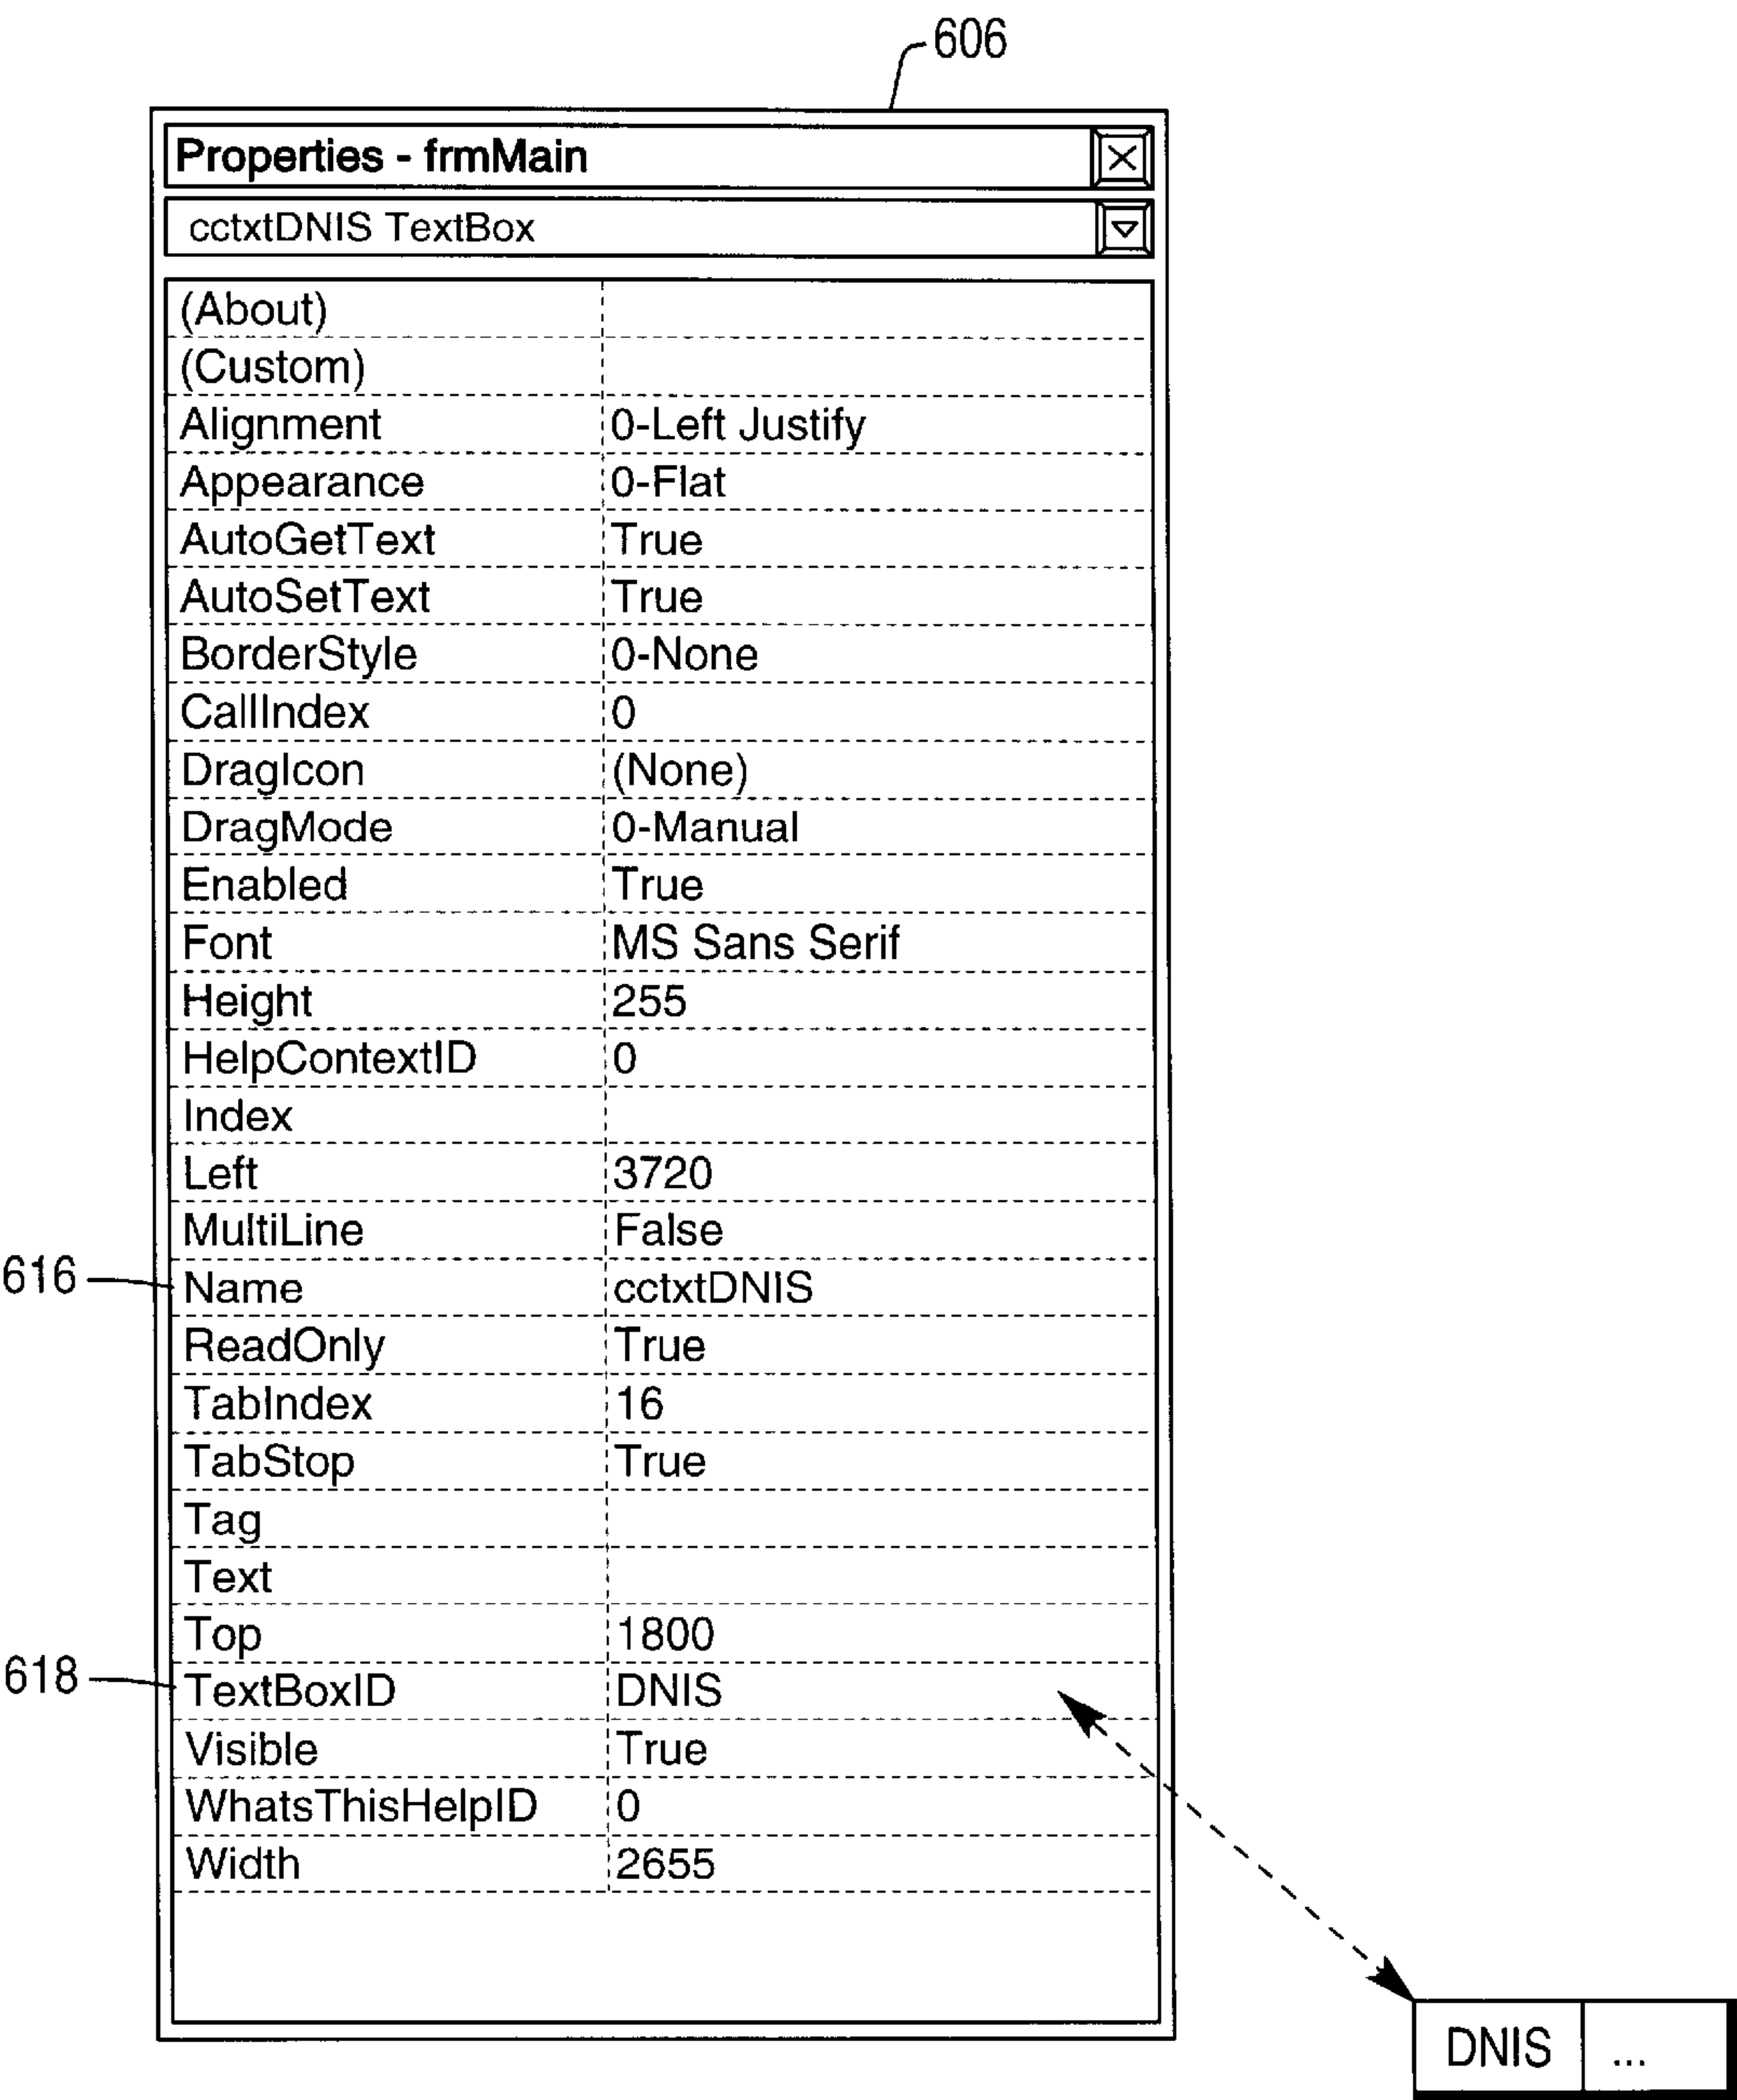 606
Properties - frmMain
cctxtDNIS TextBox
(About)
(Custom)
Alignment 0-Left Justify
Appearance 0-Flat
AutoGetText True
AutoSetText True
BorderStyle 0-None
CallIndex 0
DragIcon (None)
DragMode 0-Manual
Enabled True
Font MS Sans Serif
Height 255
HelpContextID 0
Index
Left 3720
MultiLine False
616 Name cctxtDNIS
ReadOnly True
TabIndex 16
TabStop True
Tag
Text
Top 1800
618 TextBoxID DNIS
Visible True
WhatsThisHelpID 0
Width 2655
DNIS ...